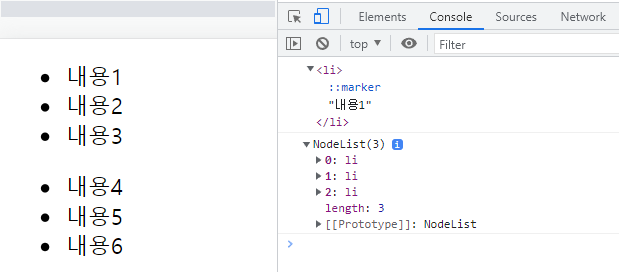 내용1
내용2
내용3
내용4
내용5
내용6
Elements Console Sources Network
top ▼ Filter
▼<li>
::marker
"내용1"
</li>
▼NodeList(3) i
▶0: li
▶1: li
▶2: li
length: 3
▶[[Prototype]]: NodeList
>